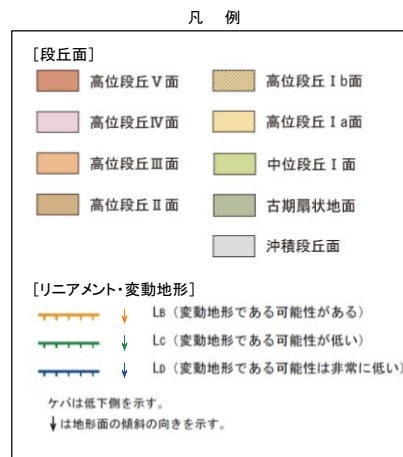 凡 例
[段丘面]
高位段丘Ⅴ面
高位段丘Ⅳ面
高位段丘Ⅲ面
高位段丘Ⅱ面
高位段丘Ⅰb面
高位段丘Ⅰa面
中位段丘Ⅰ面
古期扇状地面
沖積段丘面
[リニアメント・変動地形]
LB (変動地形である可能性がある)
LC (変動地形である可能性が低い)
LD (変動地形である可能性は非常に低い)
ケバは低下側を示す。
↓は地形面の傾斜の向きを示す。